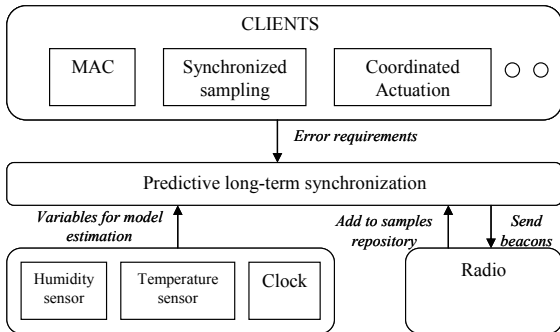 CLIENTS
MAC
Synchronized
sampling
Coordinated
Actuation
Error requirements
Predictive long-term synchronization
Variables for model
estimation
Add to samples
repository
Send
beacons
Humidity
sensor
Temperature
sensor
Clock
Radio